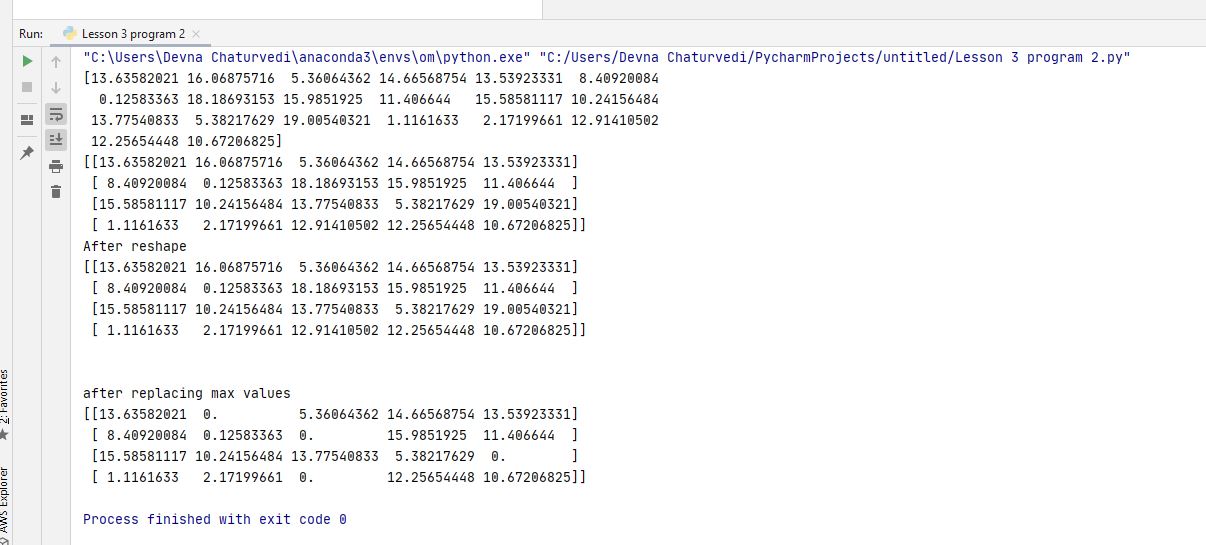 Run: Lesson 3 program 2
"C:\Users\Devna Chaturvedi\anaconda3\envs\om\python.exe" "C:/Users/Devna Chaturvedi/PycharmProjects/untitled/Lesson 3 program 2.py"
[13.63582021 16.06875716  5.36064362 14.66568754 13.53923331  8.40920084
  0.12583363 18.18693153 15.9851925  11.406644   15.58581117 10.24156484
 13.77540833  5.38217629 19.00540321  1.1161633   2.17199661 12.91410502
 12.25654448 10.67206825]
[[13.63582021 16.06875716  5.36064362 14.66568754 13.53923331]
 [ 8.40920084  0.12583363 18.18693153 15.9851925  11.406644  ]
 [15.58581117 10.24156484 13.77540833  5.38217629 19.00540321]
 [ 1.1161633   2.17199661 12.91410502 12.25654448 10.67206825]]
After reshape
[[13.63582021 16.06875716  5.36064362 14.66568754 13.53923331]
 [ 8.40920084  0.12583363 18.18693153 15.9851925  11.406644  ]
 [15.58581117 10.24156484 13.77540833  5.38217629 19.00540321]
 [ 1.1161633   2.17199661 12.91410502 12.25654448 10.67206825]]
after replacing max values
[[13.63582021  0.          5.36064362 14.66568754 13.53923331]
 [ 8.40920084  0.12583363  0.         15.9851925  11.406644  ]
 [15.58581117 10.24156484 13.77540833  5.38217629  0.        ]
 [ 1.1161633   2.17199661  0.         12.25654448 10.67206825]]
Process finished with exit code 0
2: Favorites
AWS Explorer